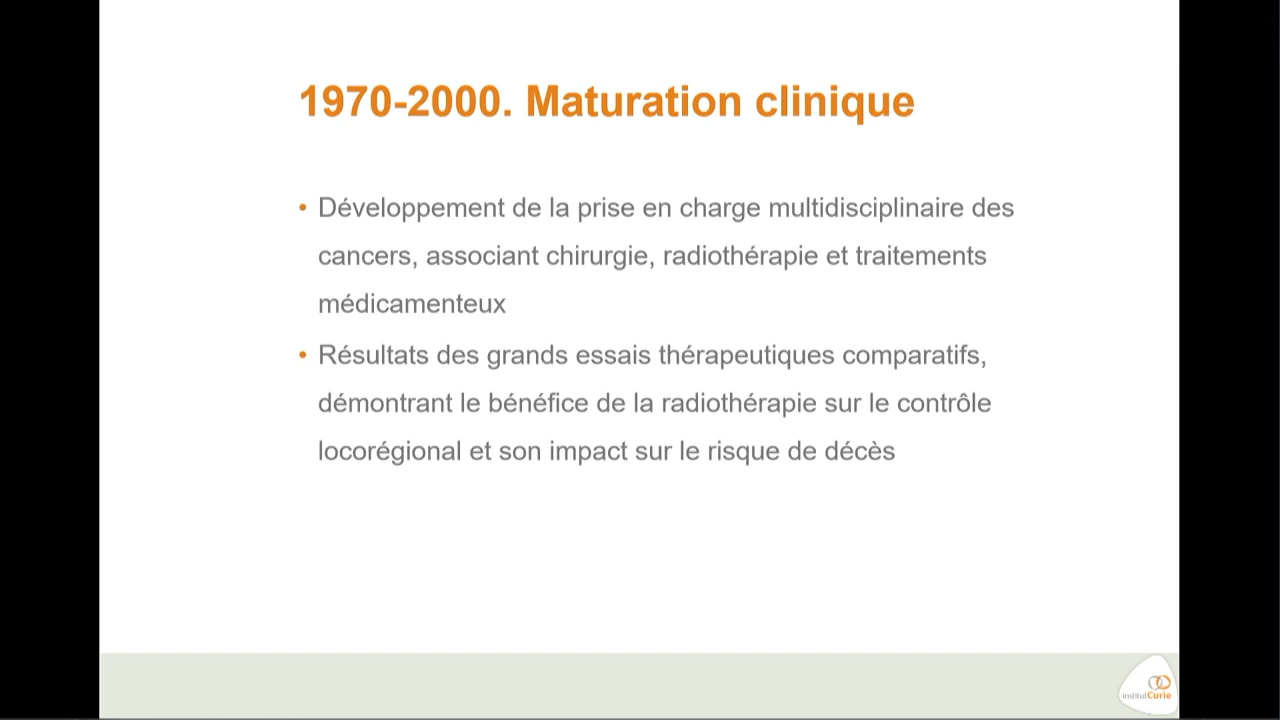 1970-2000. Maturation clinique
• Développement de la prise en charge multidisciplinaire des
cancers, associant chirurgie, radiothérapie et traitements
médicamenteux
• Résultats des grands essais thérapeutiques comparatifs,
démontrant le bénéfice de la radiothérapie sur le contrôle
locorégional et son impact sur le risque de décès
institutCurie